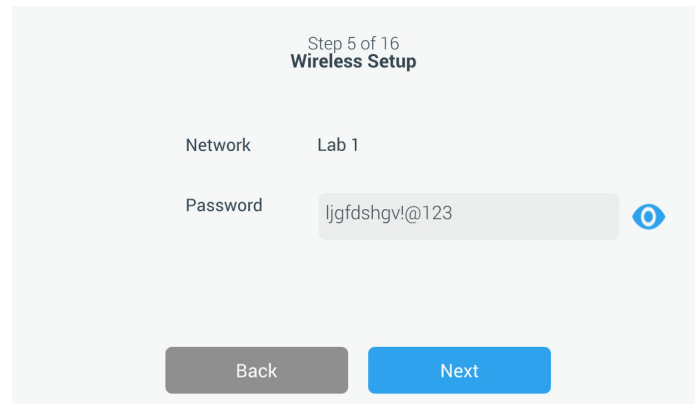 Step 5 of 16
Wireless Setup
Network Lab 1
Password ljgfdshgv!@123
Back Next